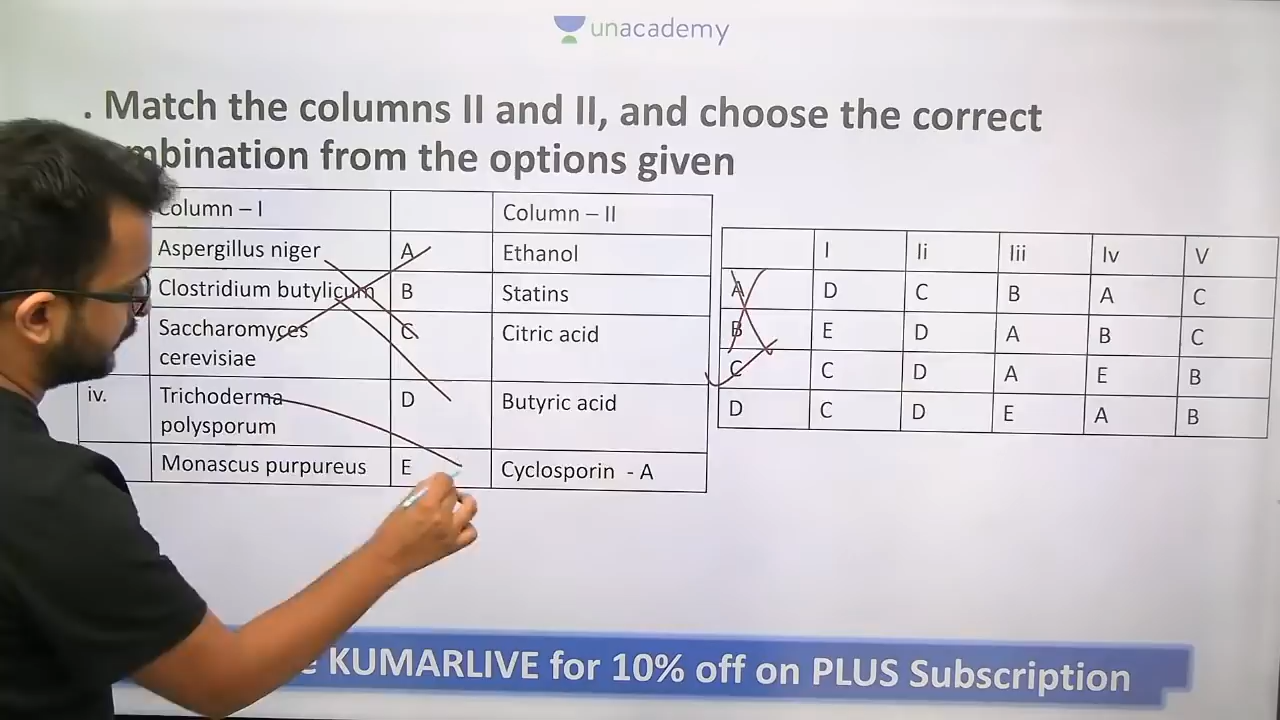 unacademy
. Match the columns II and II, and choose the correct
mbination from the options given
Column – I Column – II
Aspergillus niger A Ethanol
Clostridium butylicum B Statins
Saccharomyces C Citric acid
cerevisiae
iv. Trichoderma D Butyric acid
polysporum
Monascus purpureus E Cyclosporin - A
I Ii Iii Iv V
A D C B A C
B E D A B C
C C D A E B
D C D E A B
KUMARLIVE for 10% off on PLUS Subscription